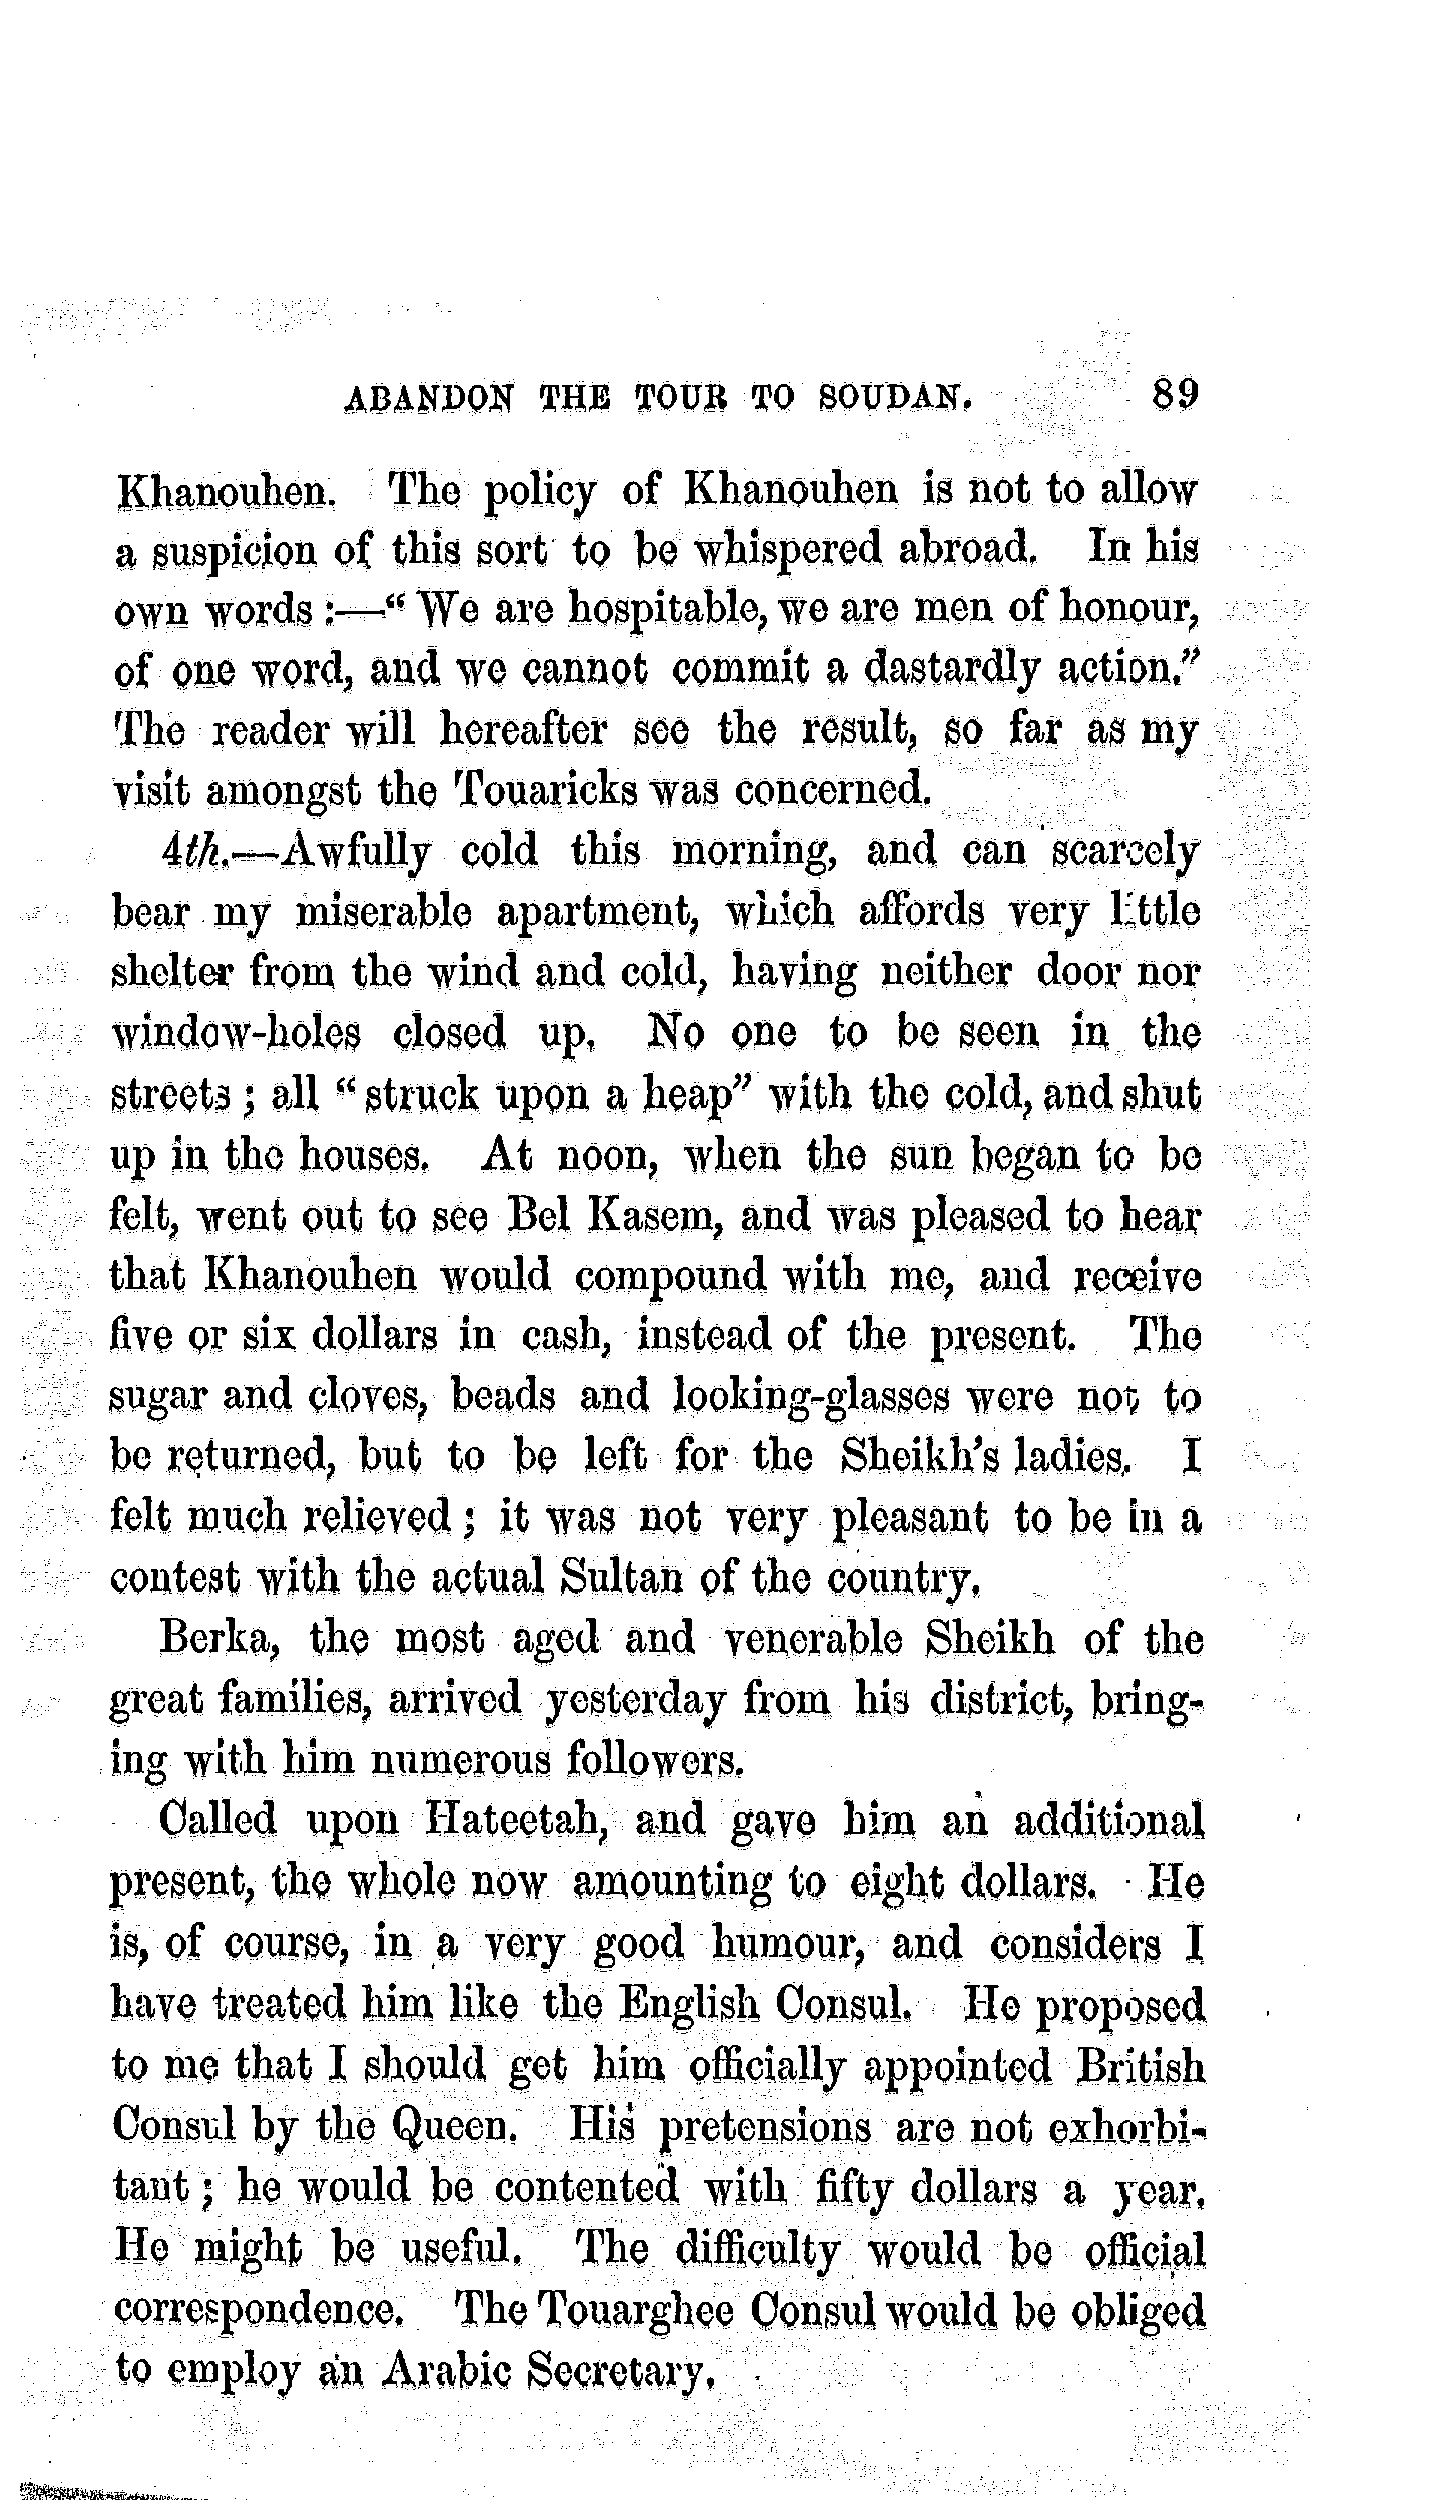 ABANDON THE TOUR TO SOUDAN. 89
Khanouhen. The policy of Khanouhen is not to allow
a suspicion of this sort to be whispered abroad. In his
own words :—“ We are hospitable, we are men of honour,
of one word, and we cannot commit a dastardly action.”
The reader will hereafter see the result, so far as my
visit amongst the Touaricks was concerned.
4th.—Awfully cold this morning, and can scarcely
bear my miserable apartment, which affords very little
shelter from the wind and cold, having neither door nor
window-holes closed up. No one to be seen in the
streets ; all “ struck upon a heap” with the cold, and shut
up in the houses. At noon, when the sun began to be
felt, went out to see Bel Kasem, and was pleased to hear
that Khanouhen would compound with me, and receive
five or six dollars in cash, instead of the present. The
sugar and cloves, beads and looking-glasses were not to
be returned, but to be left for the Sheikh’s ladies. I
felt much relieved ; it was not very pleasant to be in a
contest with the actual Sultan of the country.
Berka, the most aged and venerable Sheikh of the
great families, arrived yesterday from his district, bring-
ing with him numerous followers.
Called upon Hateetah, and gave him an additional
present, the whole now amounting to eight dollars. He
is, of course, in a very good humour, and considers I
have treated him like the English Consul. He proposed
to me that I should get him officially appointed British
Consul by the Queen. His pretensions are not exhorbi-
tant ; he would be contented with fifty dollars a year.
He might be useful. The difficulty would be official
correspondence. The Touarghee Consul would be obliged
to employ an Arabic Secretary.